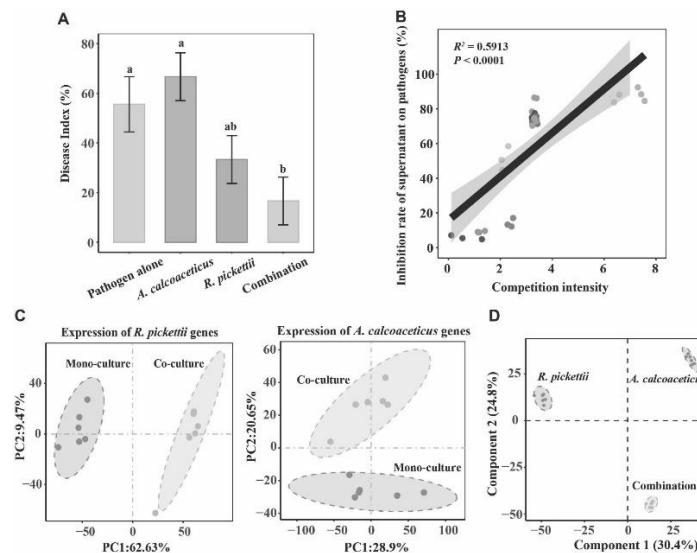 A
Disease Index (%)
80
60
40
20
0
a
a
ab
b
Pathogen alone
A. calcoaceticus
R. pickettii
Combination
B
Inhibition rate of supernatant on pathogens (%)
R² = 0.5913
P < 0.0001
100
80
60
40
20
0
0
2
4
6
8
Competition intensity
C
Expression of R. pickettii genes
Mono-culture
Co-culture
PC2:9.47%
40
0
−40
−50
0
50
PC1:62.63%
Expression of A. calcoaceticus genes
Co-culture
Mono-culture
PC2:20.65%
60
40
20
0
−20
−40
−100
−50
0
50
100
PC1:28.9%
D
R. pickettii
A. calcoaceticu
Combination
Component 2 (24.8%)
25
0
−25
−50
−50
−25
0
25
Component 1 (30.4%)